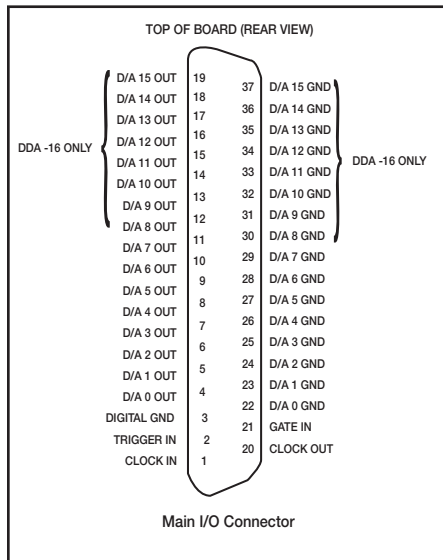 TOP OF BOARD (REAR VIEW)
D/A 15 OUT 19
37 D/A 15 GND
D/A 14 OUT 18
36 D/A 14 GND
D/A 13 OUT 17
35 D/A 13 GND
D/A 12 OUT 16
34 D/A 12 GND
DDA -16 ONLY
D/A 11 OUT 15
33 D/A 11 GND
DDA -16 ONLY
D/A 10 OUT 14
32 D/A 10 GND
D/A 9 OUT 13
31 D/A 9 GND
D/A 8 OUT 12
30 D/A 8 GND
D/A 7 OUT 11
29 D/A 7 GND
D/A 6 OUT 10
28 D/A 6 GND
D/A 5 OUT 9
27 D/A 5 GND
D/A 4 OUT 8
26 D/A 4 GND
D/A 3 OUT 7
25 D/A 3 GND
D/A 2 OUT 6
24 D/A 2 GND
D/A 1 OUT 5
23 D/A 1 GND
D/A 0 OUT 4
22 D/A 0 GND
DIGITAL GND 3
21 GATE IN
TRIGGER IN 2
20 CLOCK OUT
CLOCK IN 1
Main I/O Connector